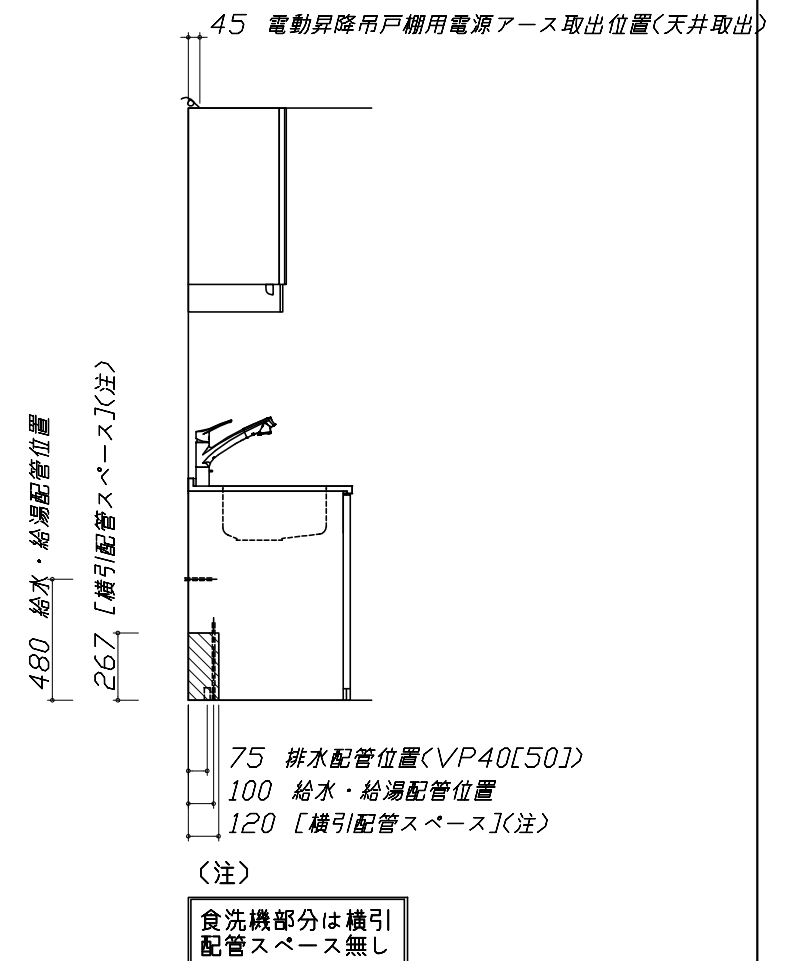 45 電動昇降吊戸棚用電源アース取出位置(天井取出)
480 給水・給湯配管位置
267 [横引配管スペース](注)
75 排水配管位置(VP40[50])
100 給水・給湯配管位置
120 [横引配管スペース](注)
(注)
食洗機部分は横引
配管スペース無し